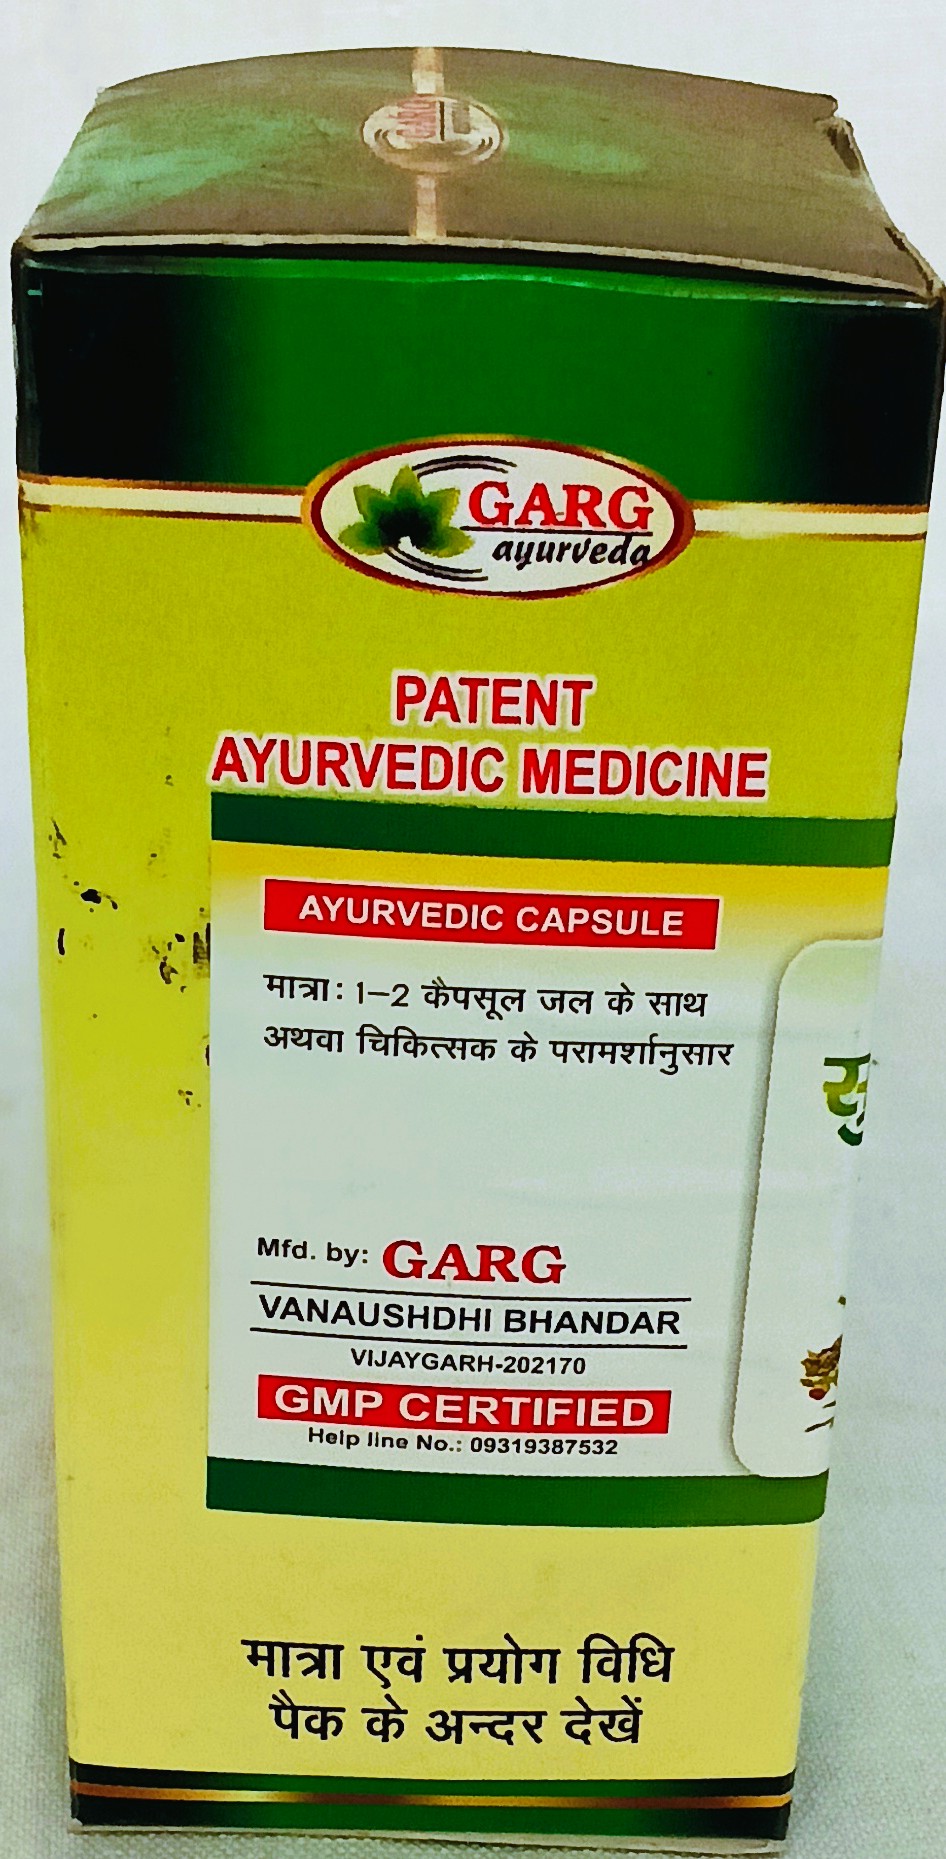 GARG
ayurveda
PATENT
AYURVEDIC MEDICINE
AYURVEDIC CAPSULE
मात्रा: 1–2 कैपसूल जल के साथ
अथवा चिकित्सक के परामर्शानुसार
Mfd. by: GARG
VANAUSHDHI BHANDAR
VIJAYGARH-202170
GMP CERTIFIED
Help line No.: 09319387532
मात्रा एवं प्रयोग विधि
पैक के अन्दर देखें